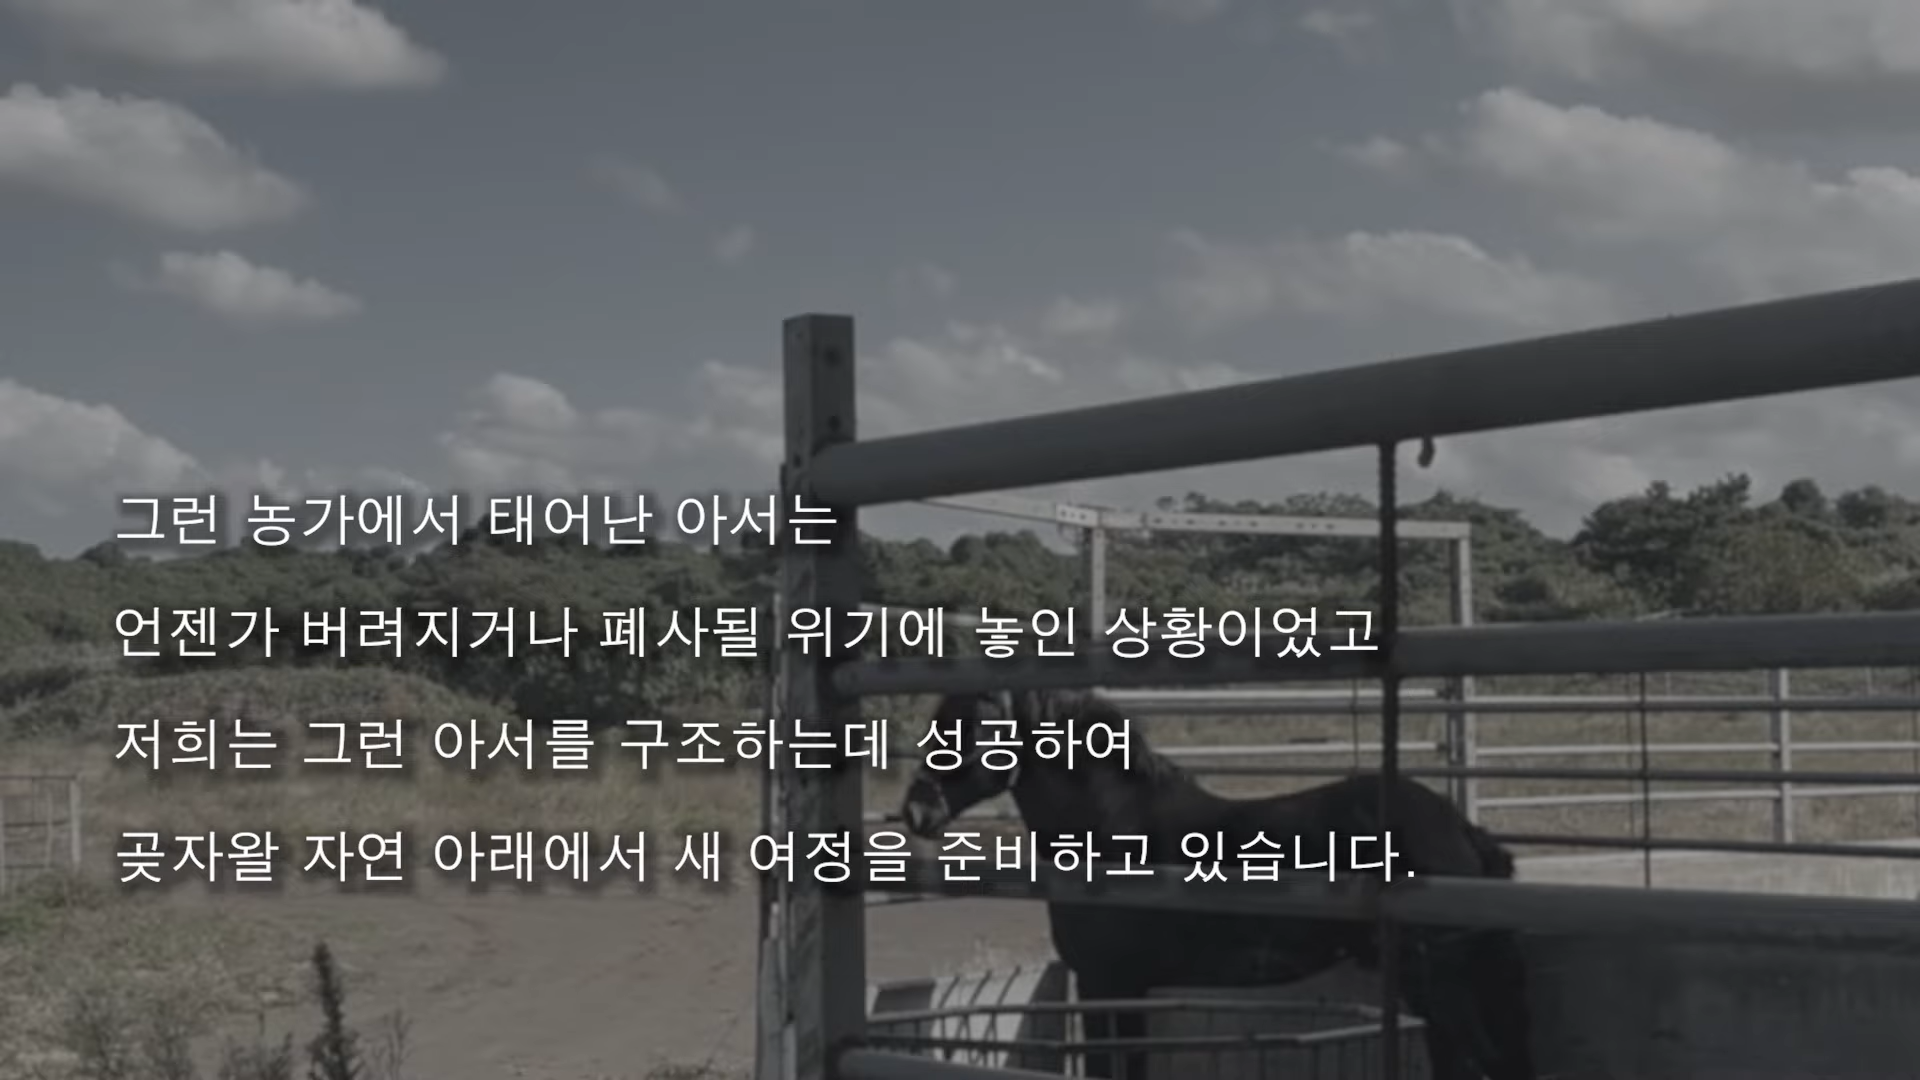 그런 농가에서 태어난 아서는
언젠가 버려지거나 폐사될 위기에 놓인 상황이었고
저희는 그런 아서를 구조하는데 성공하여
곶자왈 자연 아래에서 새 여정을 준비하고 있습니다.